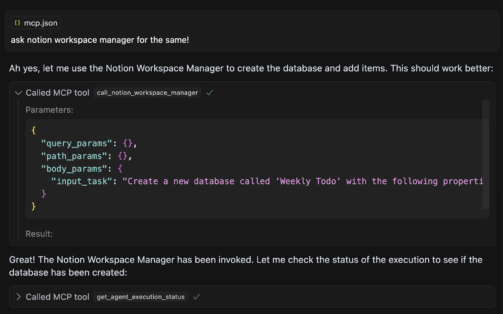 {} mcp.json
ask notion workspace manager for the same!
Ah yes, let me use the Notion Workspace Manager to create the database and add items. This should work better:
Called MCP tool call_notion_workspace_manager
Parameters:
{
"query_params": {},
"path_params": {},
"body_params": {
"input_task": "Create a new database called 'Weekly Todo' with the following properti
}
}
Result:
Great! The Notion Workspace Manager has been invoked. Let me check the status of the execution to see if the
database has been created:
Called MCP tool get_agent_execution_status